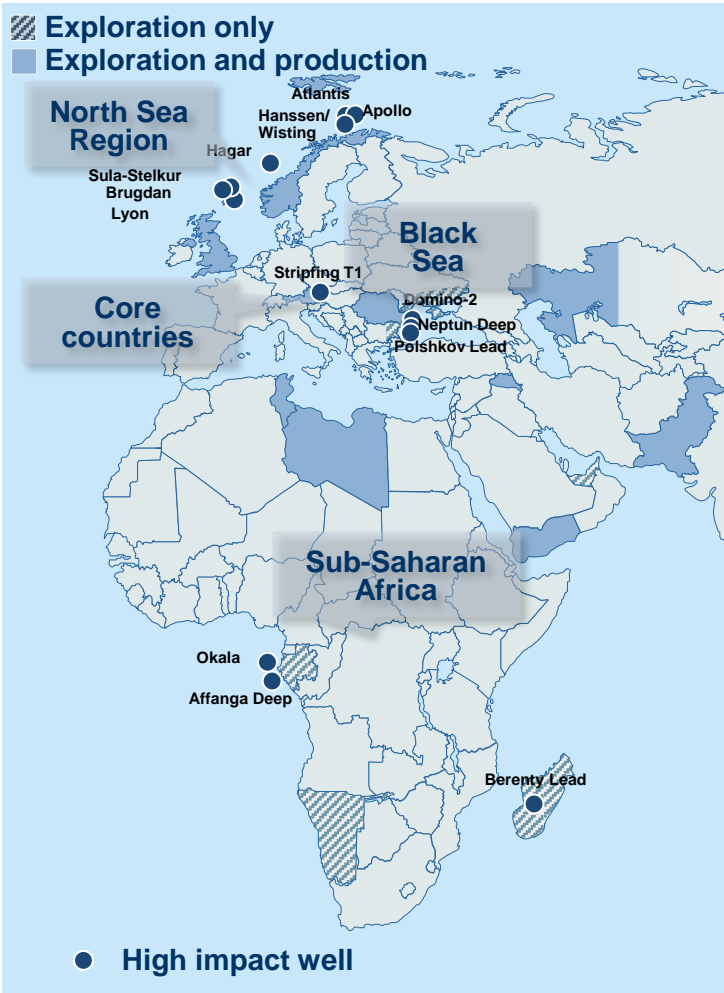 Exploration only
Exploration and production
Atlantis
Apollo
Hanssen/
Wisting
North Sea
Region
Hagar
Sula-Stelkur
Brugdan
Lyon
Black
Sea
Stripfing T1
Core
countries
Domino-2
Neptun Deep
Polshkov Lead
Sub-Saharan
Africa
Okala
Affanga Deep
Berenty Lead
High impact well